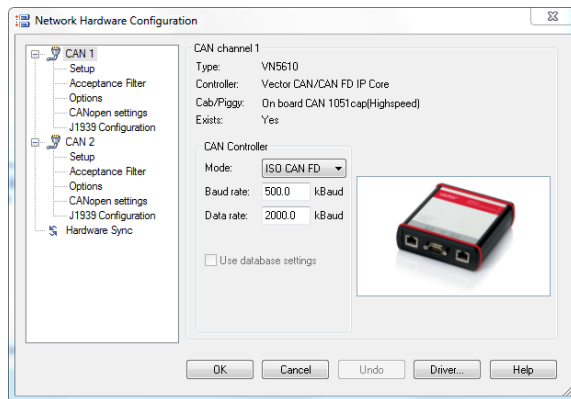 Network Hardware Configuration
CAN 1
Setup
Acceptance Filter
Options
CANopen settings
J1939 Configuration
CAN 2
Setup
Acceptance Filter
Options
CANopen settings
J1939 Configuration
Hardware Sync
CAN channel 1
Type: VN5610
Controller: Vector CAN/CAN FD IP Core
Cab/Piggy: On board CAN 1051cap(Highspeed)
Exists: Yes
CAN Controller
Mode: ISO CAN FD
Baud rate: 500.0 kBaud
Data rate: 2000.0 kBaud
Use database settings
OK Cancel Undo Driver... Help